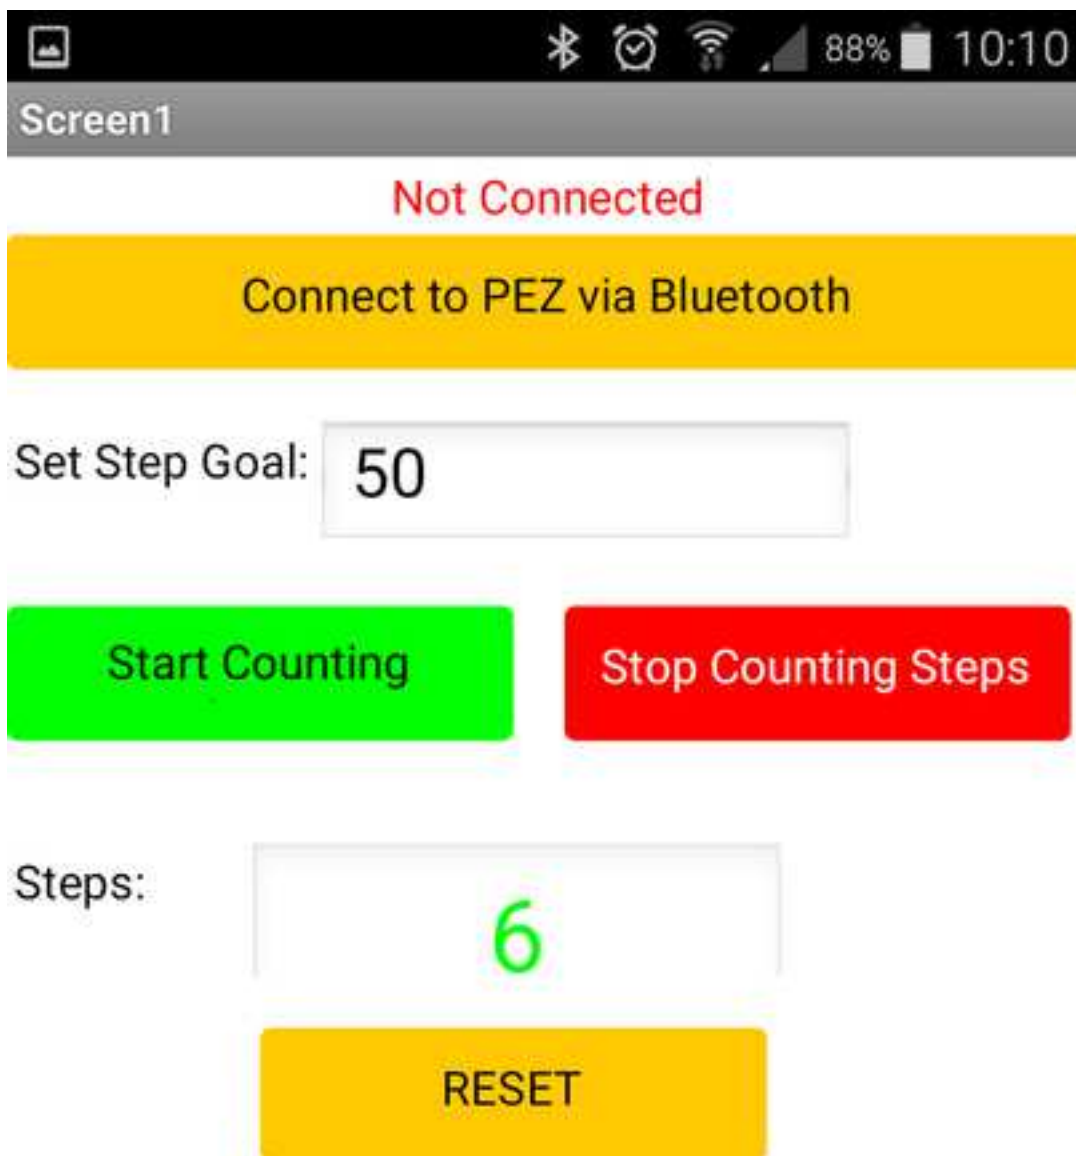 88% 10:10
Screen1
Not Connected
Connect to PEZ via Bluetooth
Set Step Goal: 50
Start Counting Stop Counting Steps
Steps: 6
RESET